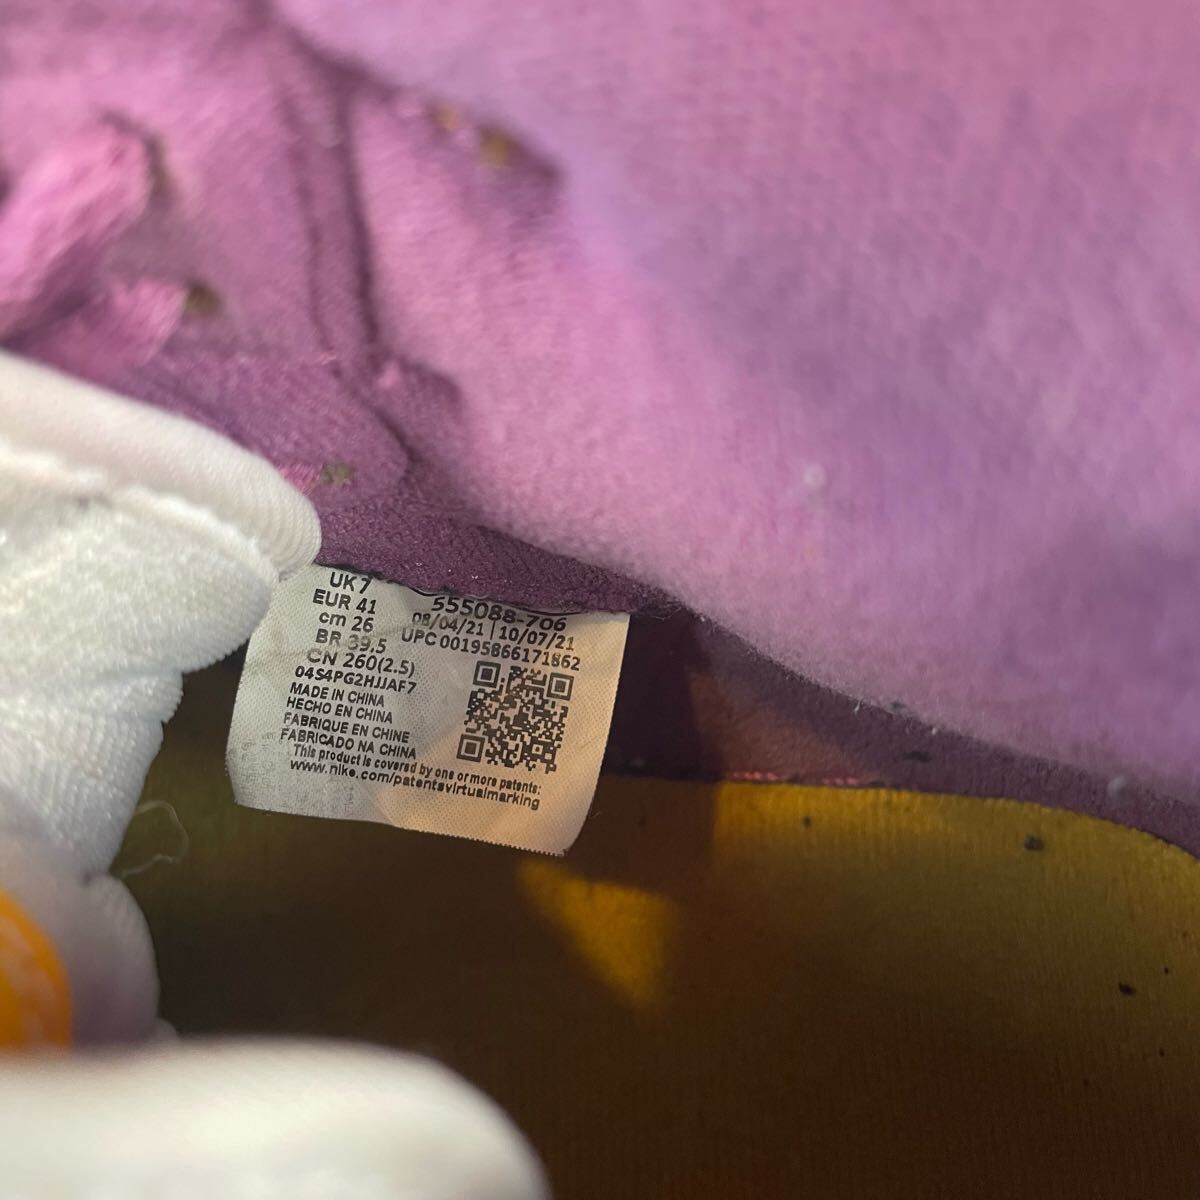 UK 7
EUR 41
cm 26
BR 39.5
CN 260(2.5)
04S4PG2HJJAF7
555088-706
08/04/21 | 10/07/21
UPC 00195866171862
MADE IN CHINA
HECHO EN CHINA
FABRIQUE EN CHINE
FABRICADO NA CHINA
This product is covered by one or more patents:
www.nike.com/patentsvirtualmarking